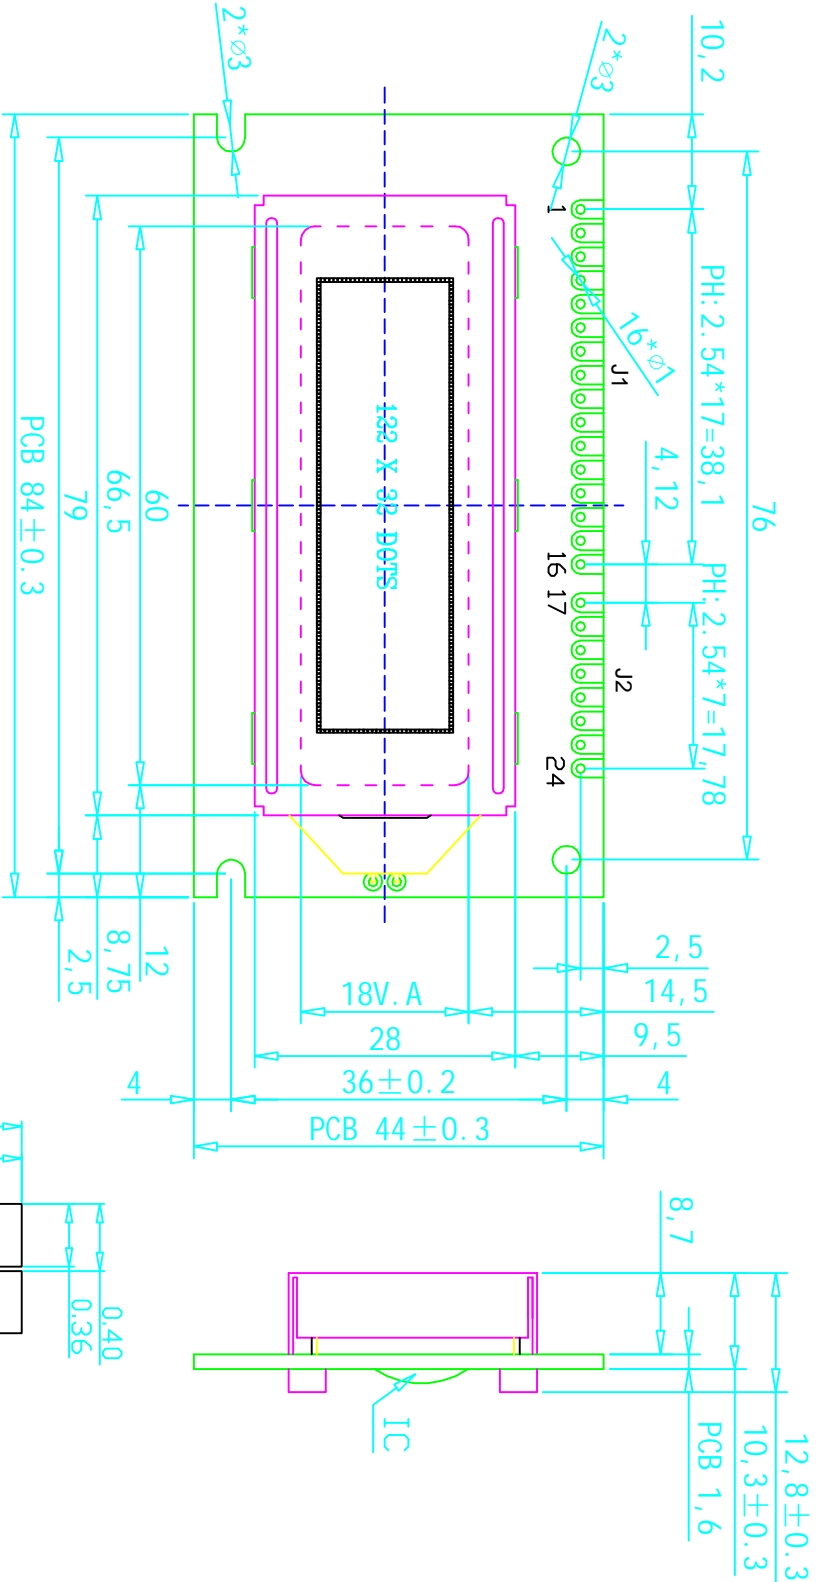 2*⌀3
2*⌀3
10,2
1
PH:2.54*17=38,1
16*⌀1
J1
4,12
76
16
17
PH:2.54*7=17,78
J2
24
122 X 32 DOTS
60
66,5
79
PCB 84±0.3
12
8,75
2,5
2,5
14,5
18V.A
9,5
28
4
36±0.2
4
PCB 44±0.3
8,7
0.40
0.36
IC
PCB 1,6
10,3±0.3
12,8±0.3